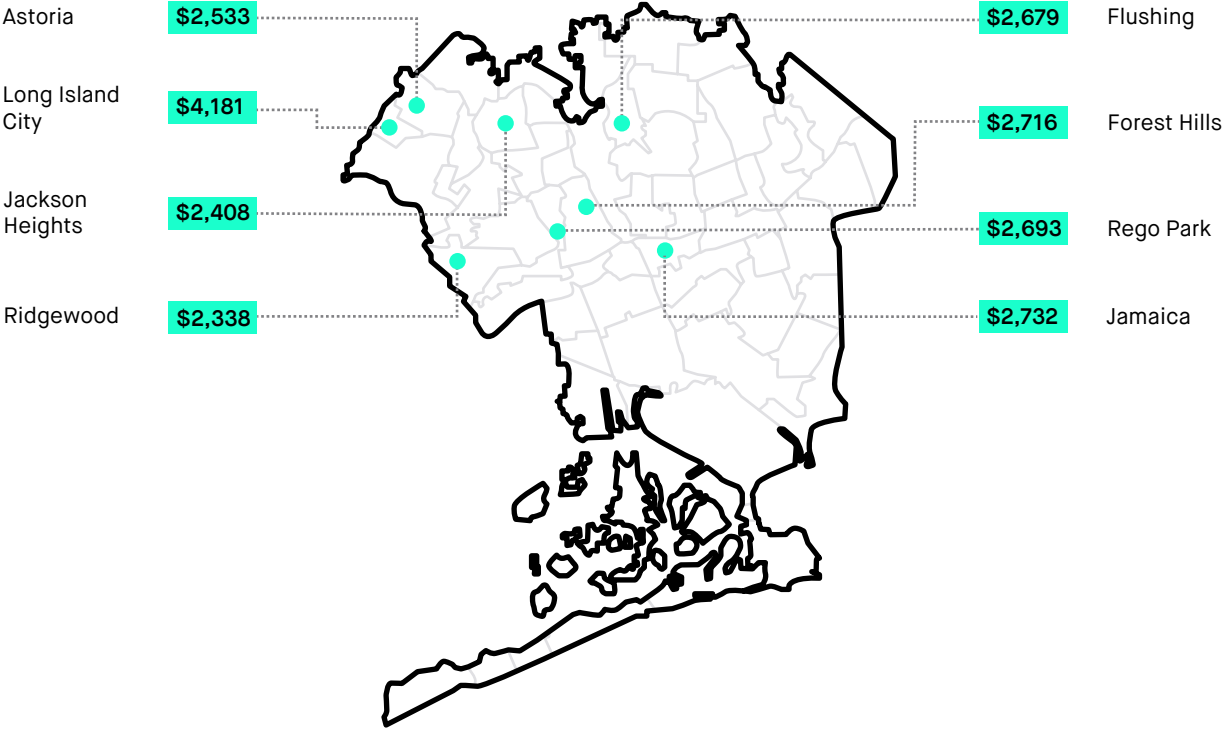 Astoria
$2,533
Long Island
City
$4,181
Jackson
Heights
$2,408
Ridgewood
$2,338
$2,679
Flushing
$2,716
Forest Hills
$2,693
Rego Park
$2,732
Jamaica